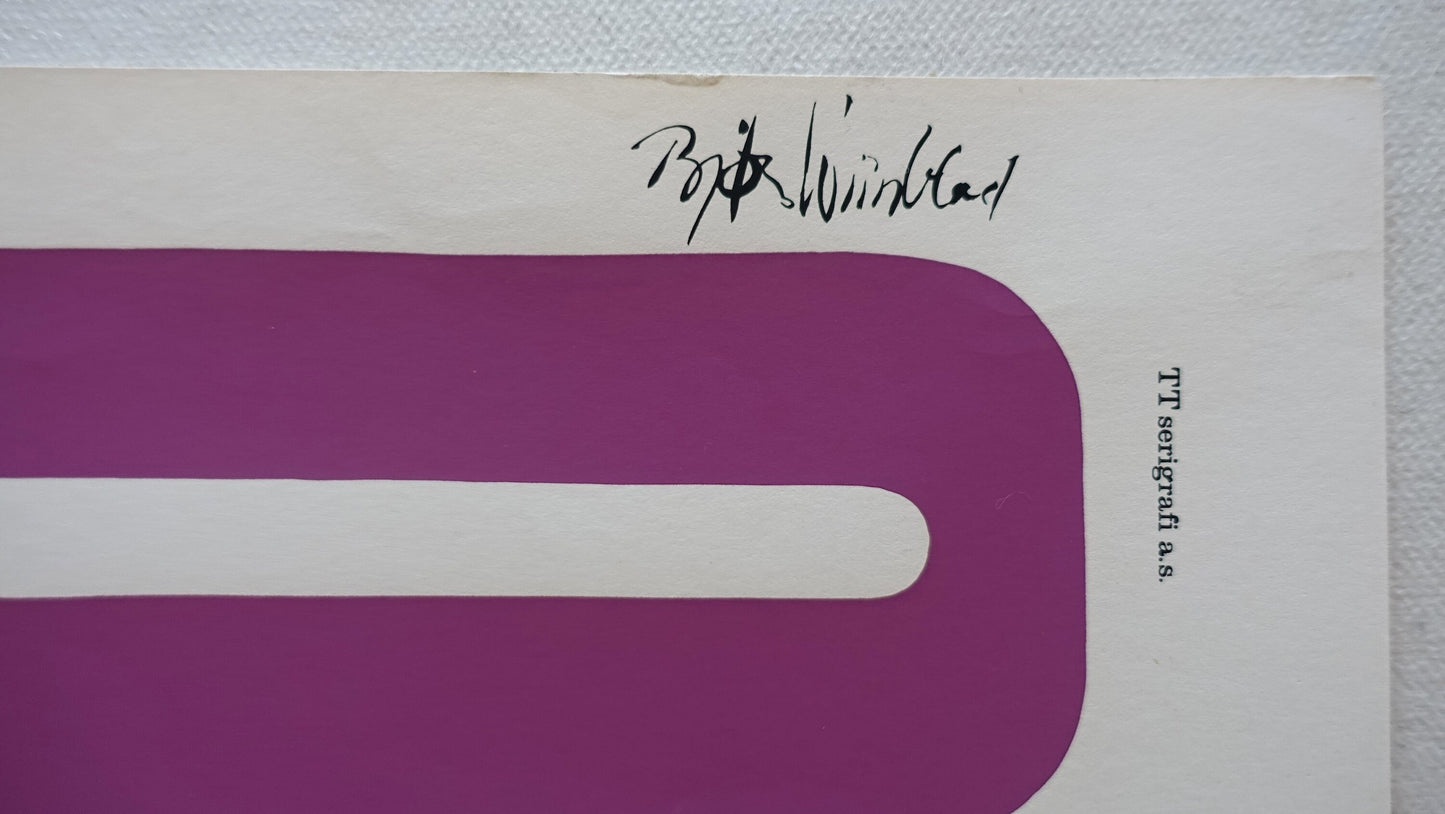 Bjørn Wiinblad
TT serigrafi a.s.